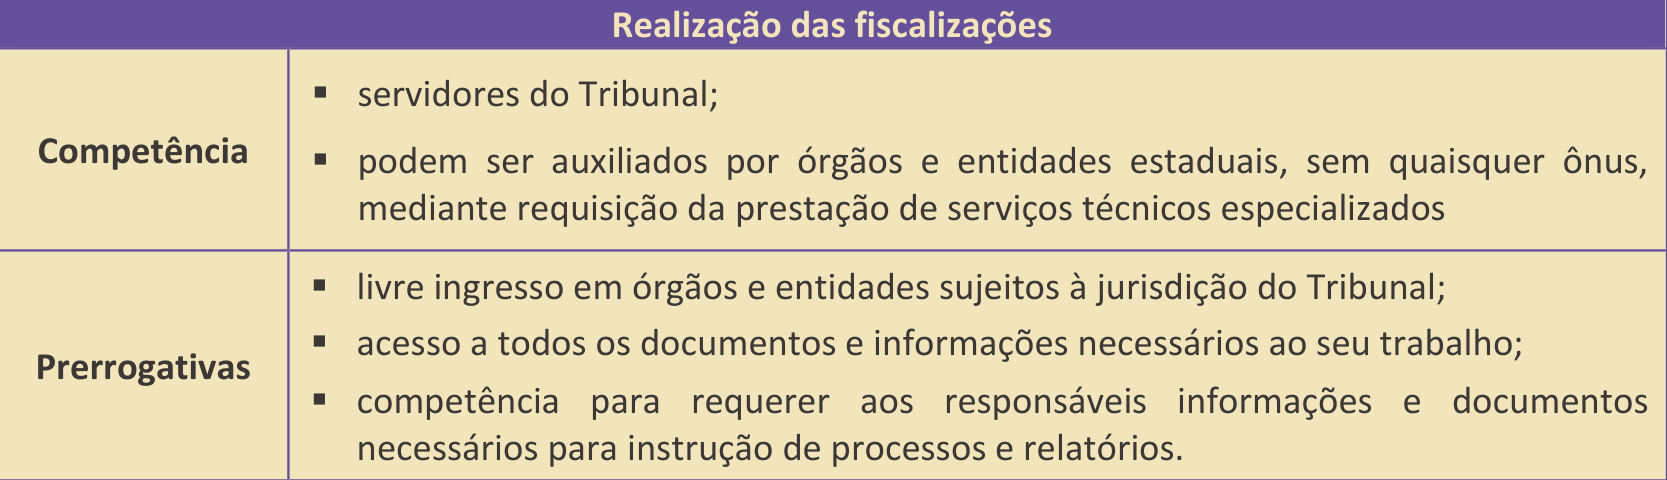 Realização das fiscalizações
Competência
▪ servidores do Tribunal;
▪ podem ser auxiliados por órgãos e entidades estaduais, sem quaisquer ônus,
mediante requisição da prestação de serviços técnicos especializados
Prerrogativas
▪ livre ingresso em órgãos e entidades sujeitos à jurisdição do Tribunal;
▪ acesso a todos os documentos e informações necessários ao seu trabalho;
▪ competência para requerer aos responsáveis informações e documentos
necessários para instrução de processos e relatórios.